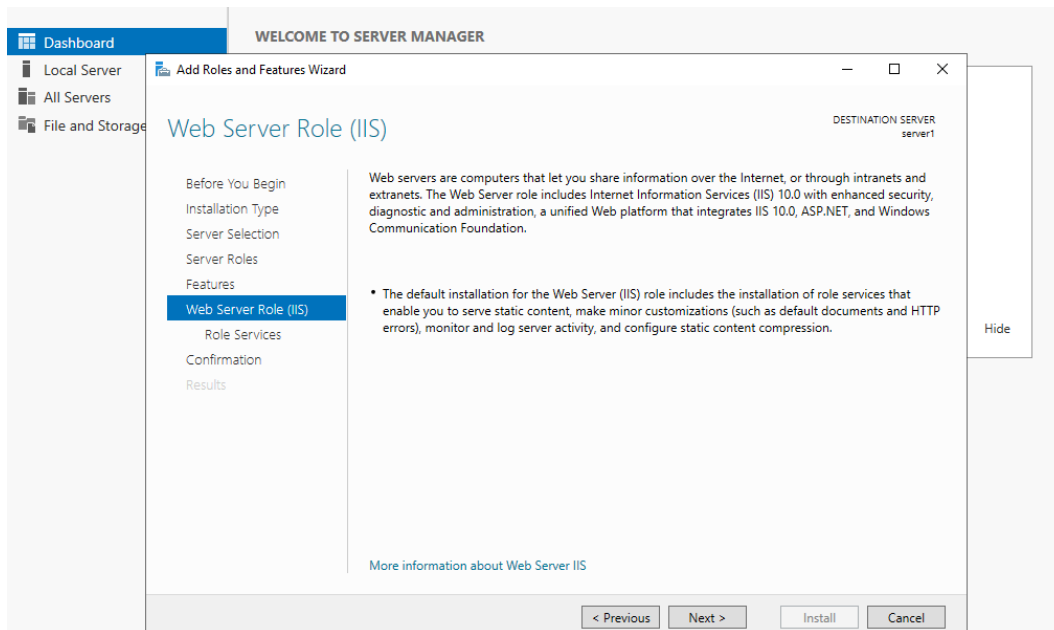 WELCOME TO SERVER MANAGER
Dashboard
Local Server
All Servers
File and Storage
Add Roles and Features Wizard
Web Server Role (IIS)
DESTINATION SERVER
server1
Before You Begin
Installation Type
Server Selection
Server Roles
Features
Web Server Role (IIS)
Role Services
Confirmation
Results
Web servers are computers that let you share information over the Internet, or through intranets and
extranets. The Web Server role includes Internet Information Services (IIS) 10.0 with enhanced security,
diagnostic and administration, a unified Web platform that integrates IIS 10.0, ASP.NET, and Windows
Communication Foundation.
• The default installation for the Web Server (IIS) role includes the installation of role services that
enable you to serve static content, make minor customizations (such as default documents and HTTP
errors), monitor and log server activity, and configure static content compression.
More information about Web Server IIS
Hide
< Previous
Next >
Install
Cancel